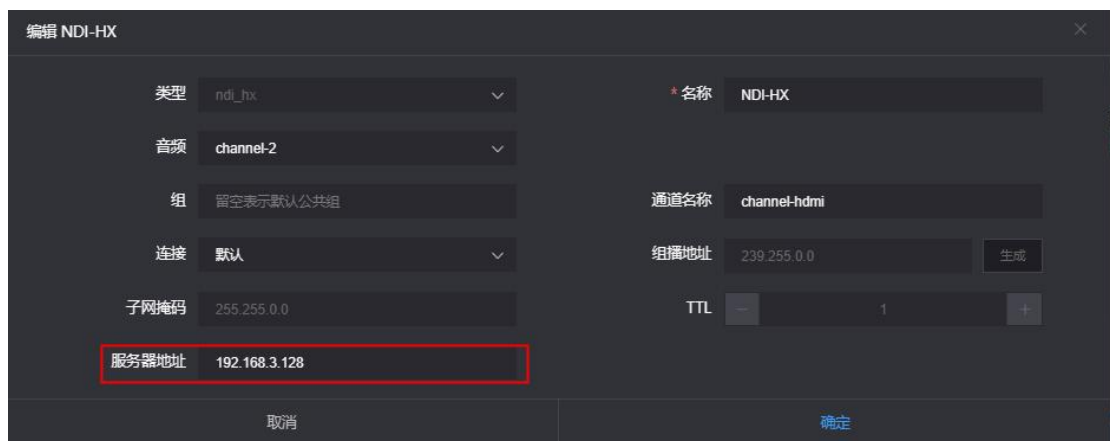 编辑 NDI-HX
类型 ndi_hx * 名称 NDI-HX
音频 channel-2
组 留空表示默认公共组 通道名称 channel-hdmi
连接 默认 组播地址 239.255.0.0 生成
子网掩码 255.255.0.0 TTL - 1 +
服务器地址 192.168.3.128
取消 确定